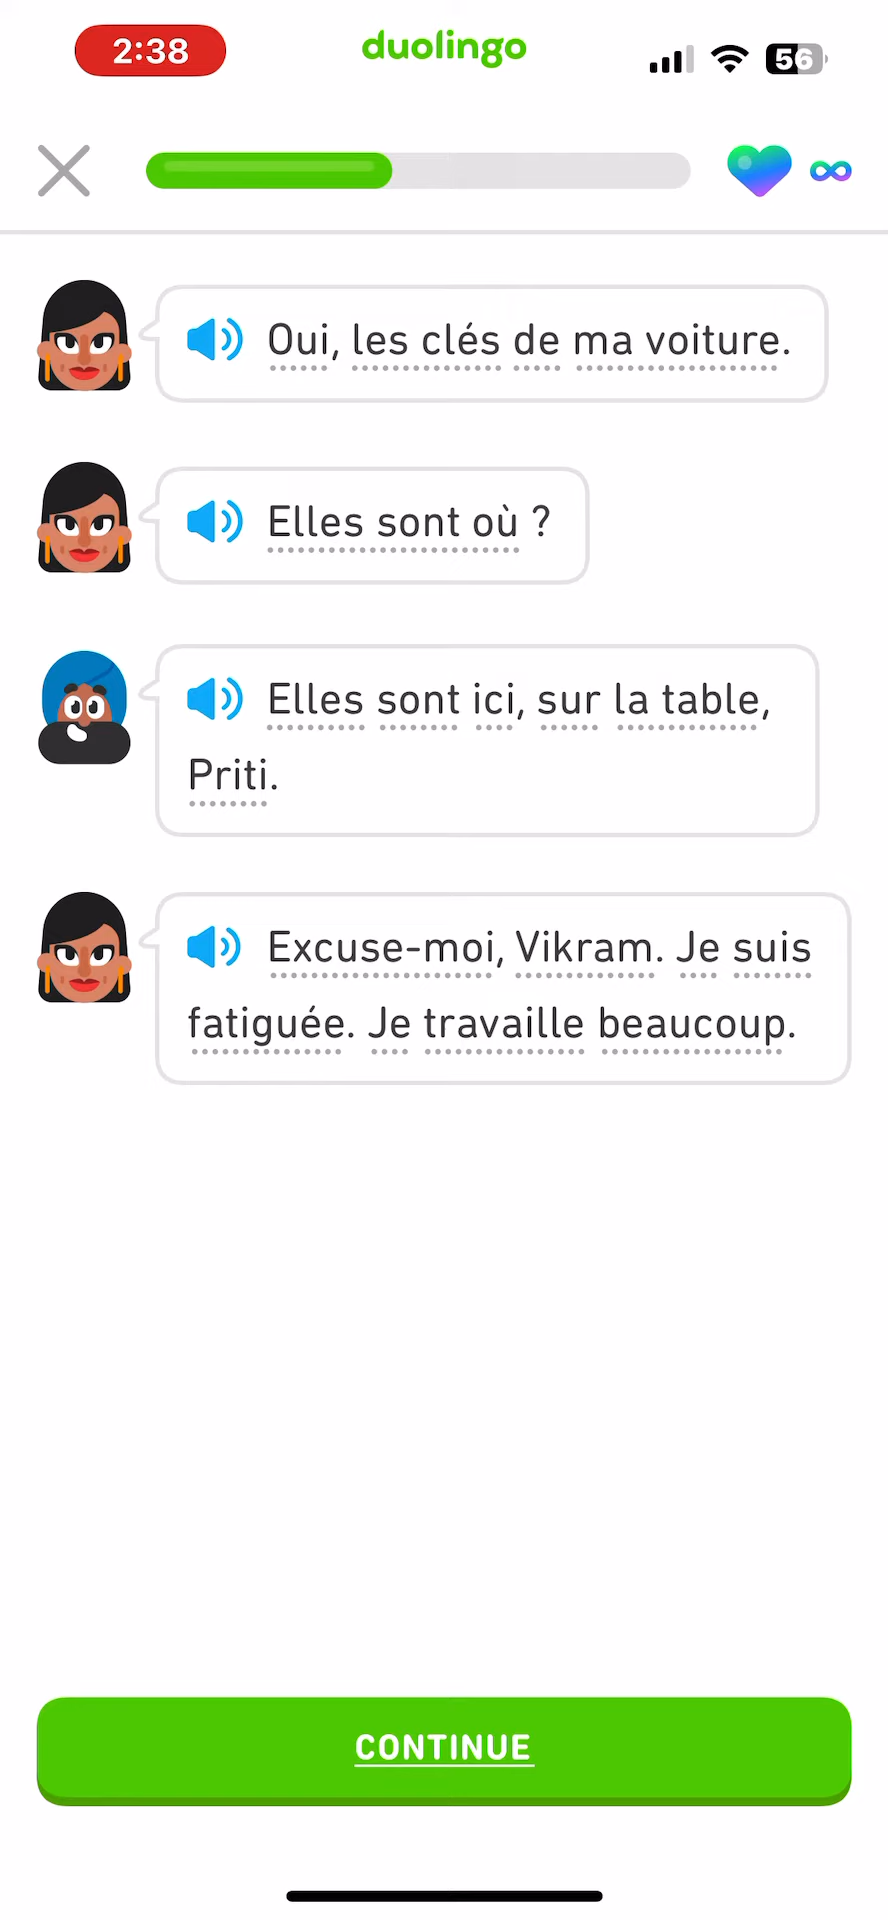 2:38
duolingo
56
Oui, les clés de ma voiture.
Elles sont où ?
Elles sont ici, sur la table,
Priti.
Excuse-moi, Vikram. Je suis
fatiguée. Je travaille beaucoup.
CONTINUE